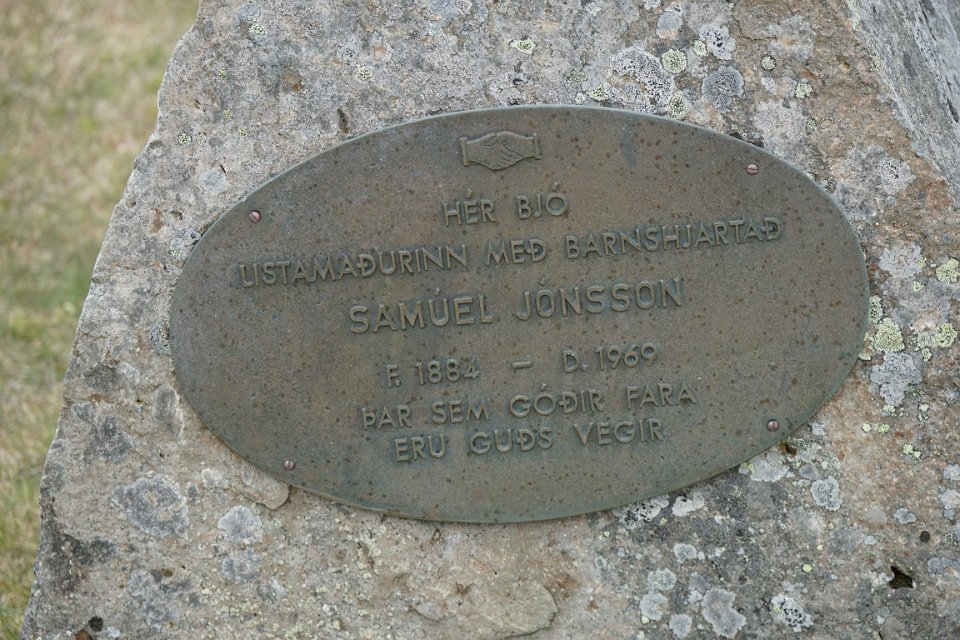 HÉR BJÓ
LISTAMAÐURINN MEÐ BARNSHJARTAÐ
SAMÚEL JÓNSSON
F. 1884 – D. 1969
ÞAR SEM GÓÐIR FARA
ERU GUÐS VEGIR